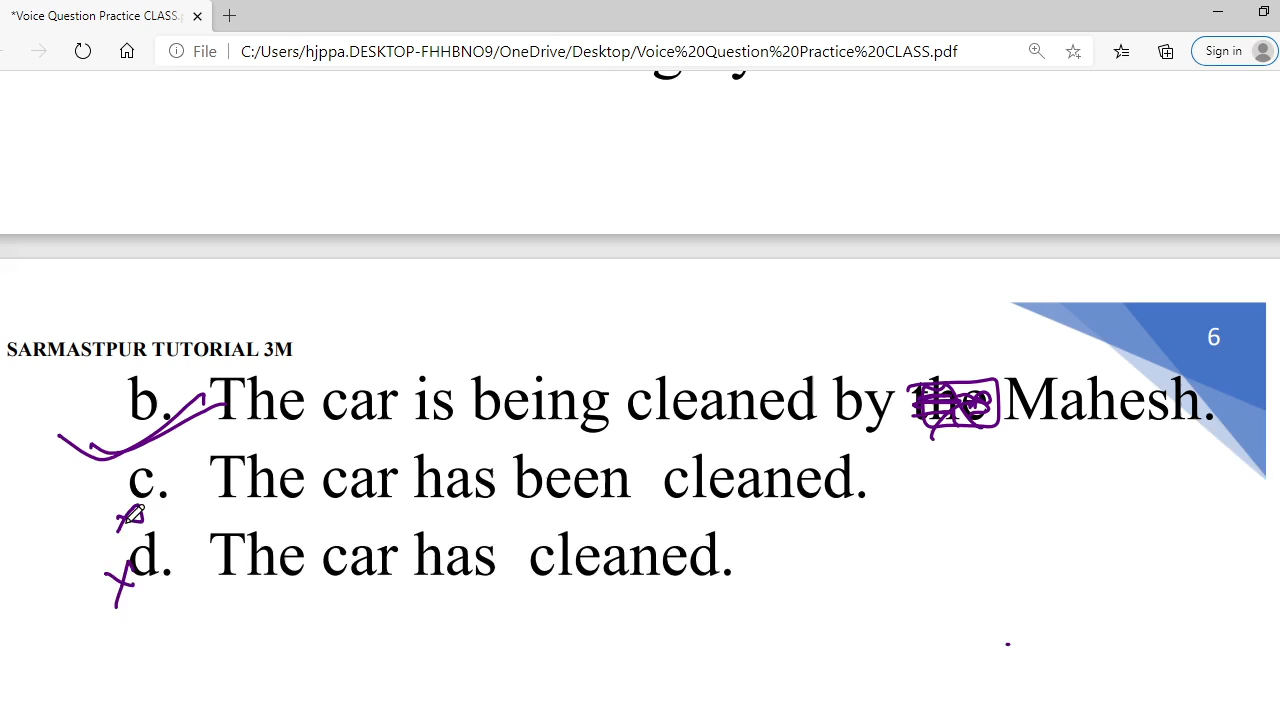 *Voice Question Practice CLASS.p
File C:/Users/hjppa.DESKTOP-FHHBNO9/OneDrive/Desktop/Voice%20Question%20Practice%20CLASS.pdf Sign in
6
SARMASTPUR TUTORIAL 3M
b. The car is being cleaned by the Mahesh.
c. The car has been cleaned.
d. The car has cleaned.